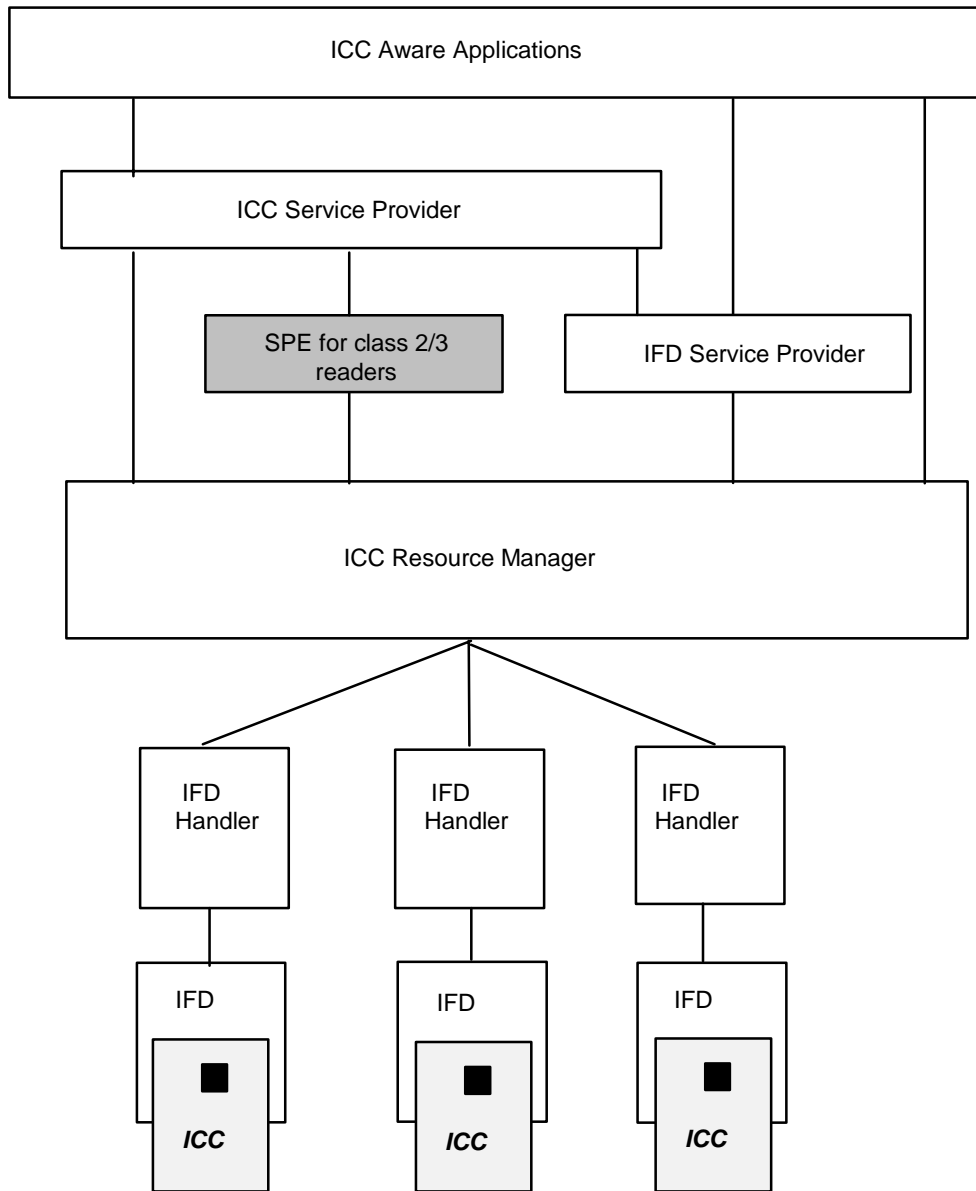 ICC Aware Applications
ICC Service Provider
SPE for class 2/3
readers
IFD Service Provider
ICC Resource Manager
IFD
Handler
IFD
Handler
IFD
Handler
IFD
IFD
IFD
ICC
ICC
ICC